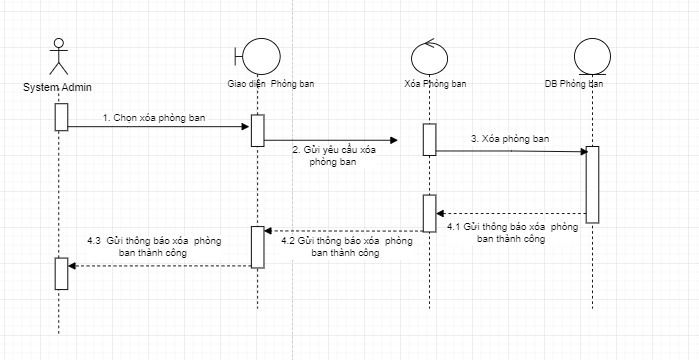 System Admin
Giao diện Phòng ban
Xóa Phòng ban
DB Phòng ban
1. Chọn xóa phòng ban
2. Gửi yêu cầu xóa
phòng ban
3. Xóa phòng ban
4.1 Gửi thông báo xóa phòng
ban thành công
4.2 Gửi thông báo xóa phòng
ban thành công
4.3 Gửi thông báo xóa phòng
ban thành công